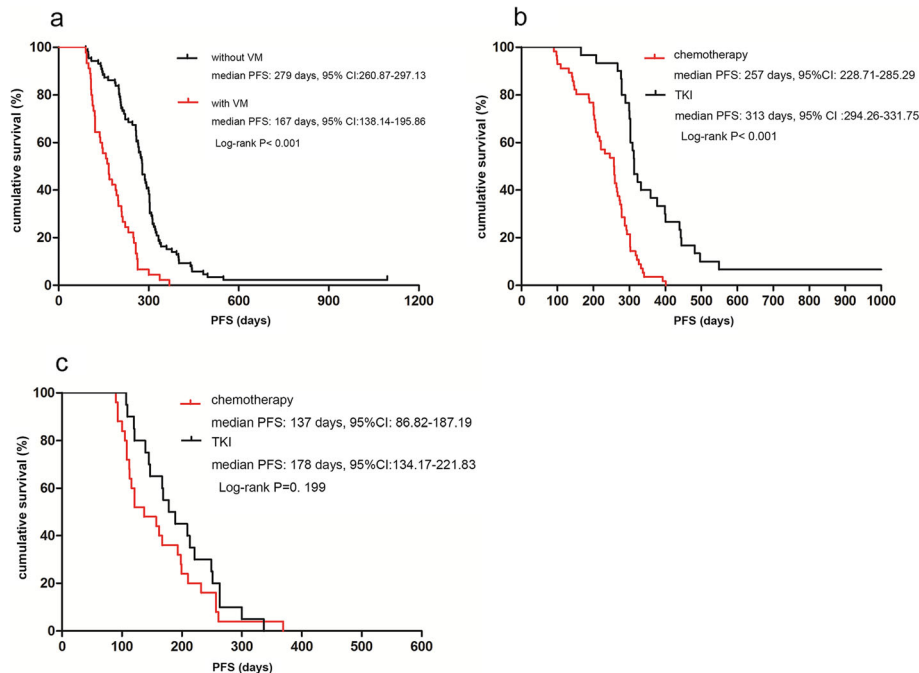 a
cumulative survival (%)
100
80
60
40
20
0
0 300 600 900 1200
PFS (days)
without VM
median PFS: 279 days, 95% CI:260.87-297.13
with VM
median PFS: 167 days, 95% CI:138.14-195.86
Log-rank P< 0.001
b
cumulative survival (%)
100
80
60
40
20
0
0 100 200 300 400 500 600 700 800 900 1000
PFS (days)
chemotherapy
median PFS: 257 days, 95%CI: 228.71-285.29
TKI
median PFS: 313 days, 95% CI :294.26-331.75
Log-rank P< 0.001
c
cumulative survival (%)
100
80
60
40
20
0
0 100 200 300 400 500 600
PFS (days)
chemotherapy
median PFS: 137 days, 95%CI: 86.82-187.19
TKI
median PFS: 178 days, 95%CI:134.17-221.83
Log-rank P=0. 199